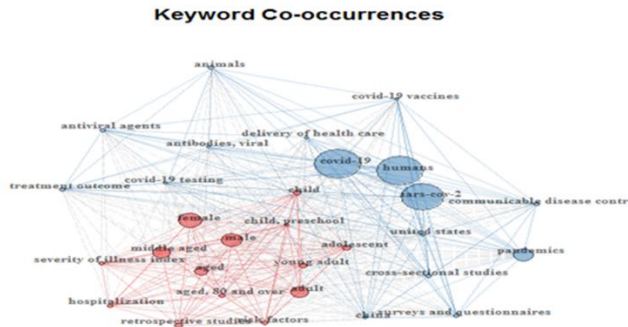 Keyword Co-occurrences
animals
covid-19 vaccines
antiviral agents
delivery of health care
antibodies, viral
covid-19
humans
covid-19 testing
treatment outcome
child
sars-cov-2
communicable disease contr
female
child, preschool
united states
male
adolescent
middle aged
pandemics
severity of illness index
aged
young adult
cross-sectional studies
aged, 80 and over
adult
hospitalization
china
surveys and questionnaires
retrospective studies
risk factors